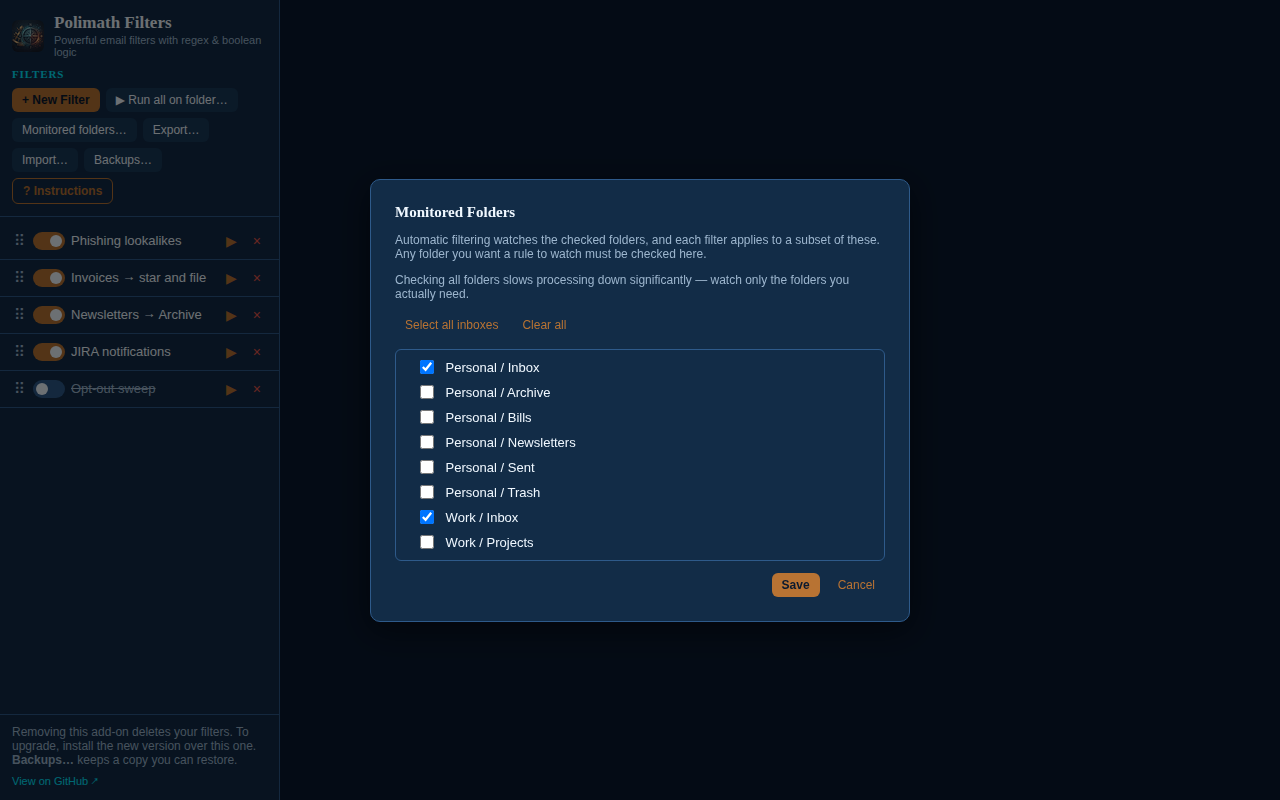 Polimath Filters
Powerful email filters with regex & boolean
logic
FILTERS
+ New Filter
▶ Run all on folder…
Monitored folders…
Export…
Import…
Backups…
? Instructions
Phishing lookalikes
Invoices → star and file
Newsletters → Archive
JIRA notifications
Opt-out sweep
Removing this add-on deletes your filters. To
upgrade, install the new version over this one.
Backups… keeps a copy you can restore.
View on GitHub ↗
Monitored Folders
Automatic filtering watches the checked folders, and each filter applies to a subset of these.
Any folder you want a rule to watch must be checked here.
Checking all folders slows processing down significantly — watch only the folders you
actually need.
Select all inboxes
Clear all
Personal / Inbox
Personal / Archive
Personal / Bills
Personal / Newsletters
Personal / Sent
Personal / Trash
Work / Inbox
Work / Projects
Save
Cancel